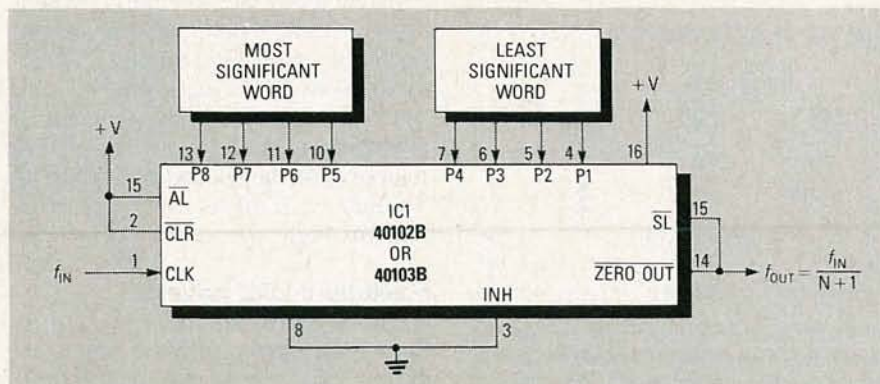 MOST
SIGNIFICANT
WORD
LEAST
SIGNIFICANT
WORD
+V
+V
13 12 11 10 7 6 5 4 16
P8 P7 P6 P5 P4 P3 P2 P1
15 AL
2 CLR
IC1
40102B
OR
40103B
SL 15
f_IN 1 CLK
ZERO OUT 14 f_OUT = f_IN / N + 1
INH
8 3